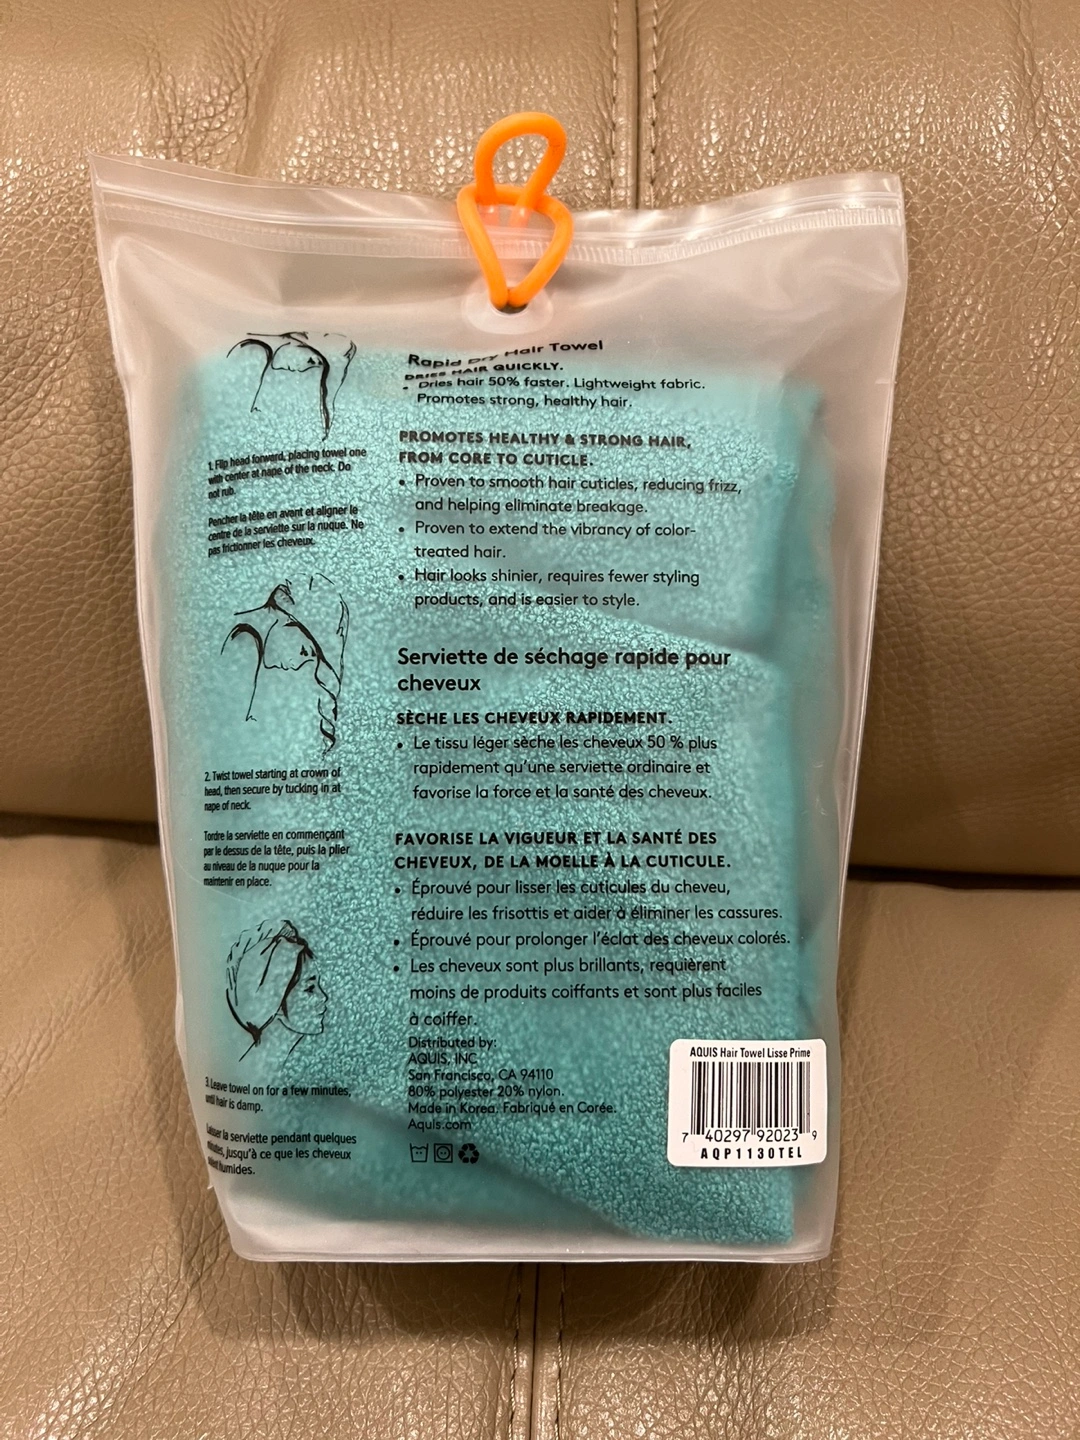 Rapid Dry Hair Towel
DRIES HAIR QUICKLY.
• Dries hair 50% faster. Lightweight fabric.
Promotes strong, healthy hair.
PROMOTES HEALTHY & STRONG HAIR,
FROM CORE TO CUTICLE.
• Proven to smooth hair cuticles, reducing frizz,
and helping eliminate breakage.
• Proven to extend the vibrancy of color-
treated hair.
• Hair looks shinier, requires fewer styling
products, and is easier to style.
Serviette de séchage rapide pour
cheveux
SÈCHE LES CHEVEUX RAPIDEMENT.
• Le tissu léger sèche les cheveux 50 % plus
rapidement qu'une serviette ordinaire et
favorise la force et la santé des cheveux.
FAVORISE LA VIGUEUR ET LA SANTÉ DES
CHEVEUX, DE LA MOELLE À LA CUTICULE.
• Éprouvé pour lisser les cuticules du cheveu,
réduire les frisottis et aider à éliminer les cassures.
• Éprouvé pour prolonger l'éclat des cheveux colorés.
• Les cheveux sont plus brillants, requièrent
moins de produits coiffants et sont plus faciles
à coiffer.
Distributed by:
AQUIS, INC
San Francisco, CA 94110
80% polyester 20% nylon.
Made in Korea. Fabriqué en Corée.
Aquis.com
1. Flip head forward, placing towel one
with center at nape of the neck. Do
not rub.
Pencher la tête en avant et aligner le
centre de la serviette sur la nuque. Ne
pas frictionner les cheveux.
2. Twist towel starting at crown of
head, then secure by tucking in at
nape of neck.
Tordre la serviette en commençant
par le dessus de la tête, puis la plier
au niveau de la nuque pour la
maintenir en place.
3. Leave towel on for a few minutes,
until hair is damp.
Laisser la serviette pendant quelques
minutes, jusqu'à ce que les cheveux
soient humides.
AQUIS Hair Towel Lisse Prime
7 40297 92023 9
AQP1130TEL